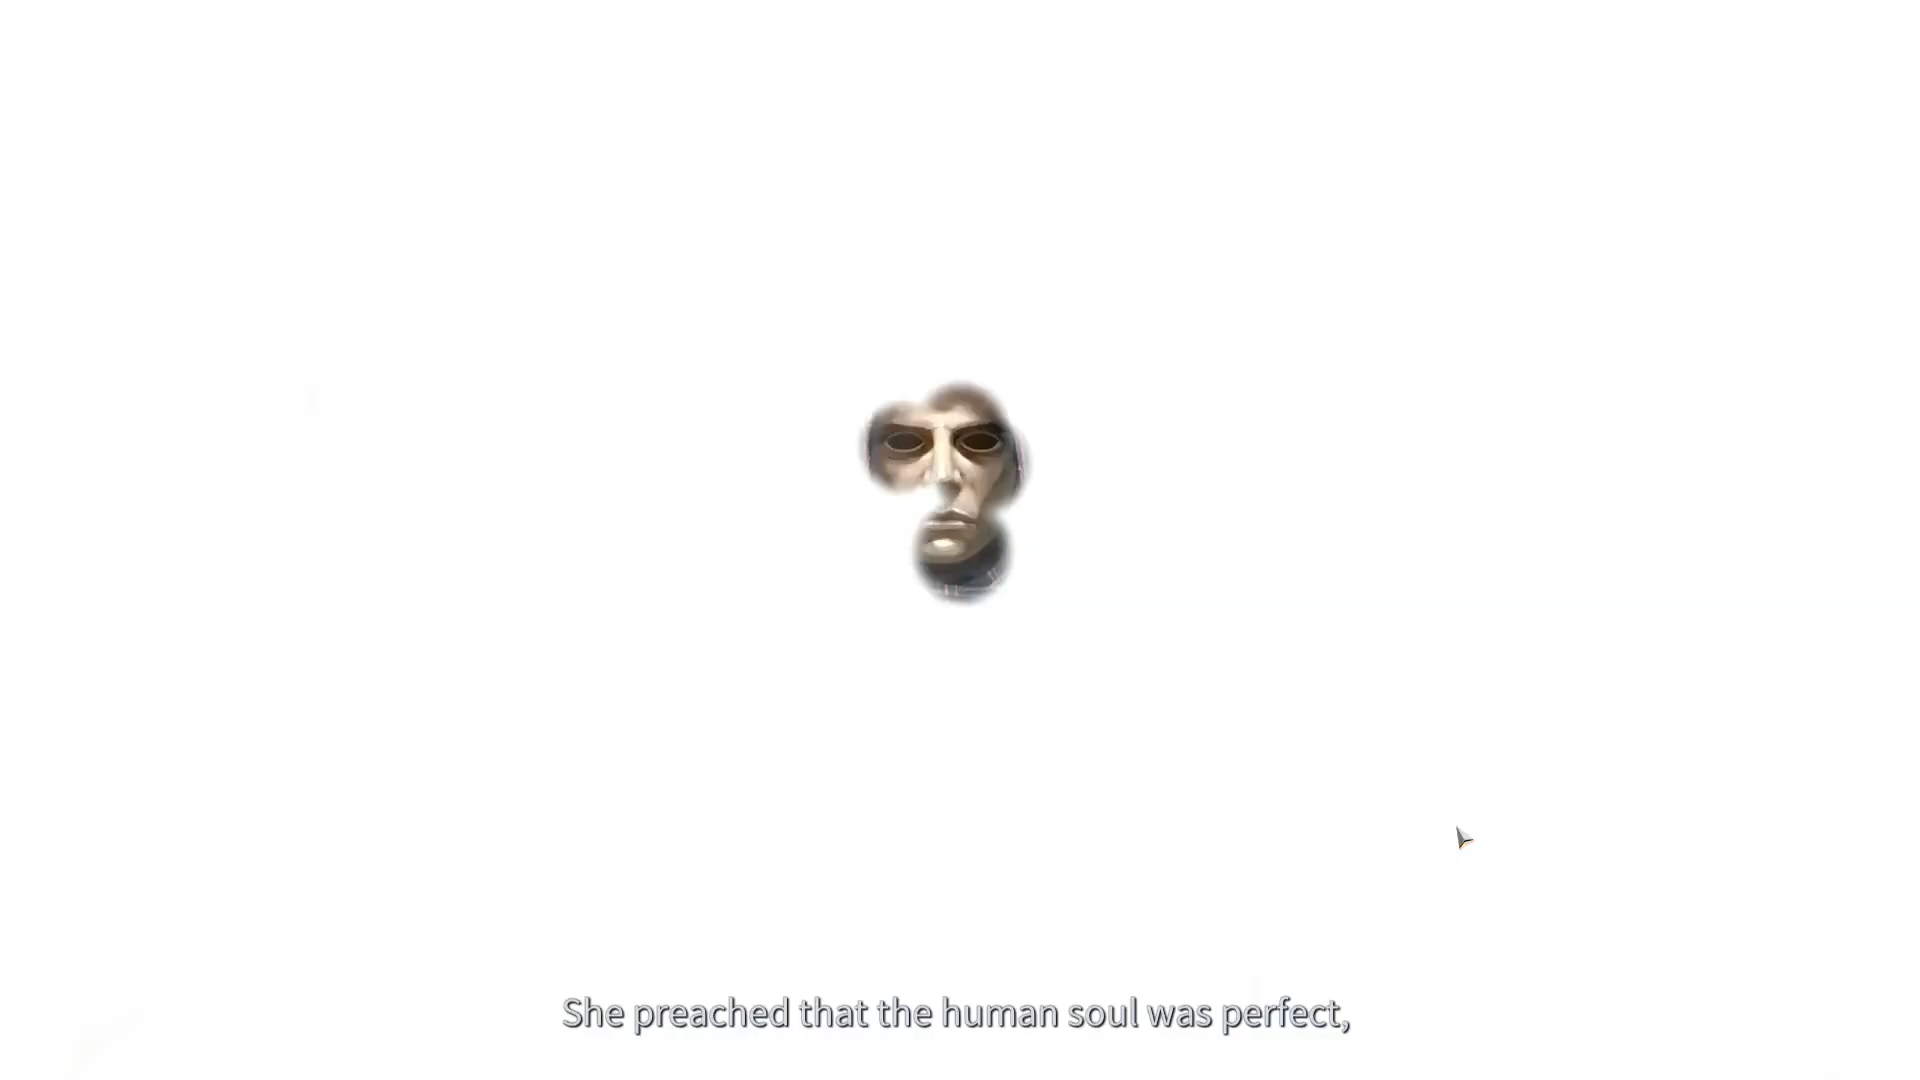 She preached that the human soul was perfect,